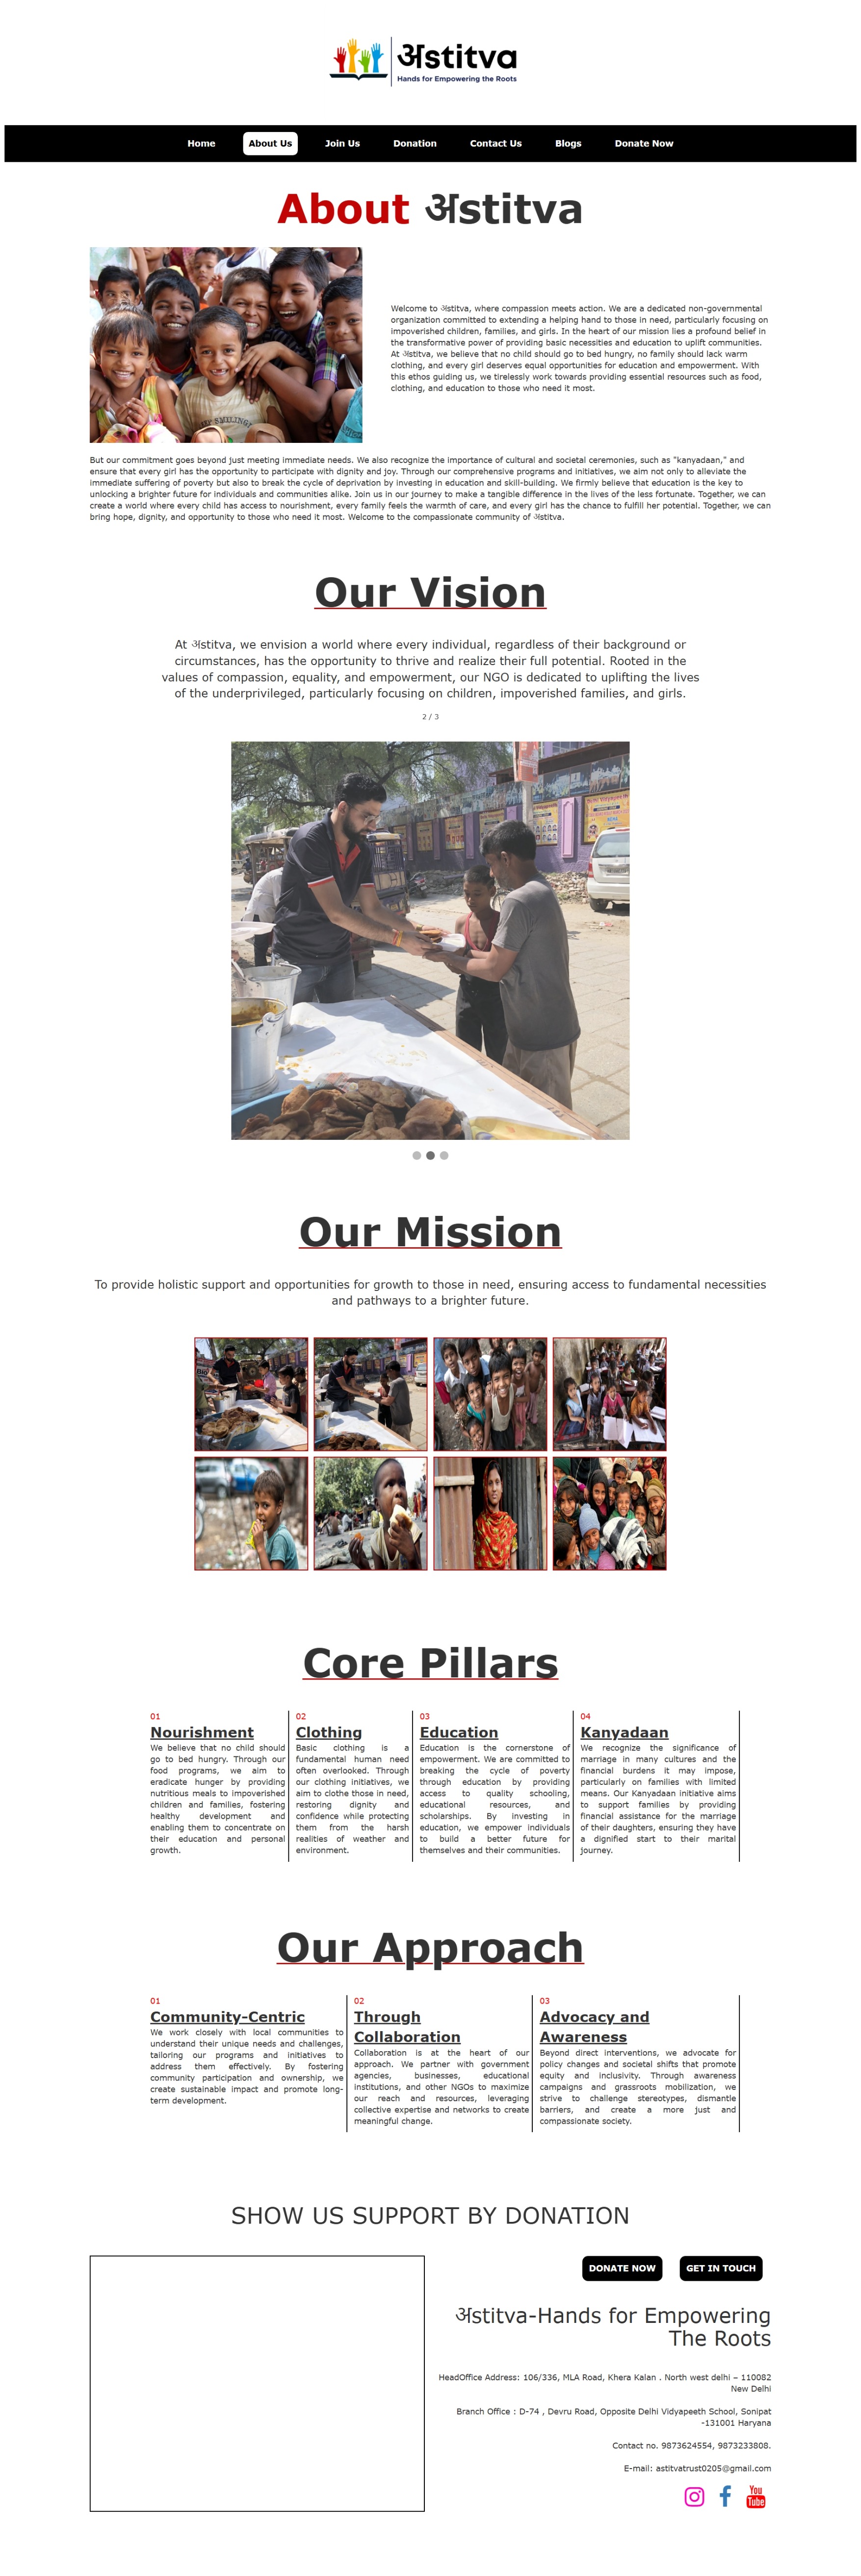 अstitva
Hands for Empowering the Roots
Home About Us Join Us Donation Contact Us Blogs Donate Now
About अstitva
Welcome to अstitva, where compassion meets action. We are a dedicated non-governmental
organization committed to extending a helping hand to those in need, particularly focusing on
impoverished children, families, and girls. In the heart of our mission lies a profound belief in
the transformative power of providing basic necessities and education to uplift communities.
At अstitva, we believe that no child should go to bed hungry, no family should lack warm
clothing, and every girl deserves equal opportunities for education and empowerment. With
this ethos guiding us, we tirelessly work towards providing essential resources such as food,
clothing, and education to those who need it most.
But our commitment goes beyond just meeting immediate needs. We also recognize the importance of cultural and societal ceremonies, such as "kanyadaan," and
ensure that every girl has the opportunity to participate with dignity and joy. Through our comprehensive programs and initiatives, we aim not only to alleviate the
immediate suffering of poverty but also to break the cycle of deprivation by investing in education and skill-building. We firmly believe that education is the key to
unlocking a brighter future for individuals and communities alike. Join us in our journey to make a tangible difference in the lives of the less fortunate. Together, we can
create a world where every child has access to nourishment, every family feels the warmth of care, and every girl has the chance to fulfill her potential. Together, we can
bring hope, dignity, and opportunity to those who need it most. Welcome to the compassionate community of अstitva.
Our Vision
At अstitva, we envision a world where every individual, regardless of their background or
circumstances, has the opportunity to thrive and realize their full potential. Rooted in the
values of compassion, equality, and empowerment, our NGO is dedicated to uplifting the lives
of the underprivileged, particularly focusing on children, impoverished families, and girls.
2 / 3
Our Mission
To provide holistic support and opportunities for growth to those in need, ensuring access to fundamental necessities
and pathways to a brighter future.
Core Pillars
01
Nourishment
We believe that no child should
go to bed hungry. Through our
food programs, we aim to
eradicate hunger by providing
nutritious meals to impoverished
children and families, fostering
healthy development and
enabling them to concentrate on
their education and personal
growth.
02
Clothing
Basic clothing is a
fundamental human need
often overlooked. Through
our clothing initiatives, we
aim to clothe those in need,
restoring dignity and
confidence while protecting
them from the harsh
realities of weather and
environment.
03
Education
Education is the cornerstone of
empowerment. We are committed to
breaking the cycle of poverty
through education by providing
access to quality schooling,
educational resources, and
scholarships. By investing in
education, we empower individuals
to build a better future for
themselves and their communities.
04
Kanyadaan
We recognize the significance of
marriage in many cultures and the
financial burdens it may impose,
particularly on families with limited
means. Our Kanyadaan initiative aims
to support families by providing
financial assistance for the marriage
of their daughters, ensuring they have
a dignified start to their marital
journey.
Our Approach
01
Community-Centric
We work closely with local communities to
understand their unique needs and challenges,
tailoring our programs and initiatives to
address them effectively. By fostering
community participation and ownership, we
create sustainable impact and promote long-
term development.
02
Through
Collaboration
Collaboration is at the heart of our
approach. We partner with government
agencies, businesses, educational
institutions, and other NGOs to maximize
our reach and resources, leveraging
collective expertise and networks to create
meaningful change.
03
Advocacy and
Awareness
Beyond direct interventions, we advocate for
policy changes and societal shifts that promote
equity and inclusivity. Through awareness
campaigns and grassroots mobilization, we
strive to challenge stereotypes, dismantle
barriers, and create a more just and
compassionate society.
SHOW US SUPPORT BY DONATION
DONATE NOW GET IN TOUCH
अstitva-Hands for Empowering
The Roots
HeadOffice Address: 106/336, MLA Road, Khera Kalan . North west delhi – 110082
New Delhi
Branch Office : D-74 , Devru Road, Opposite Delhi Vidyapeeth School, Sonipat
-131001 Haryana
Contact no. 9873624554, 9873233808.
E-mail: astitvatrust0205@gmail.com
You
Tube